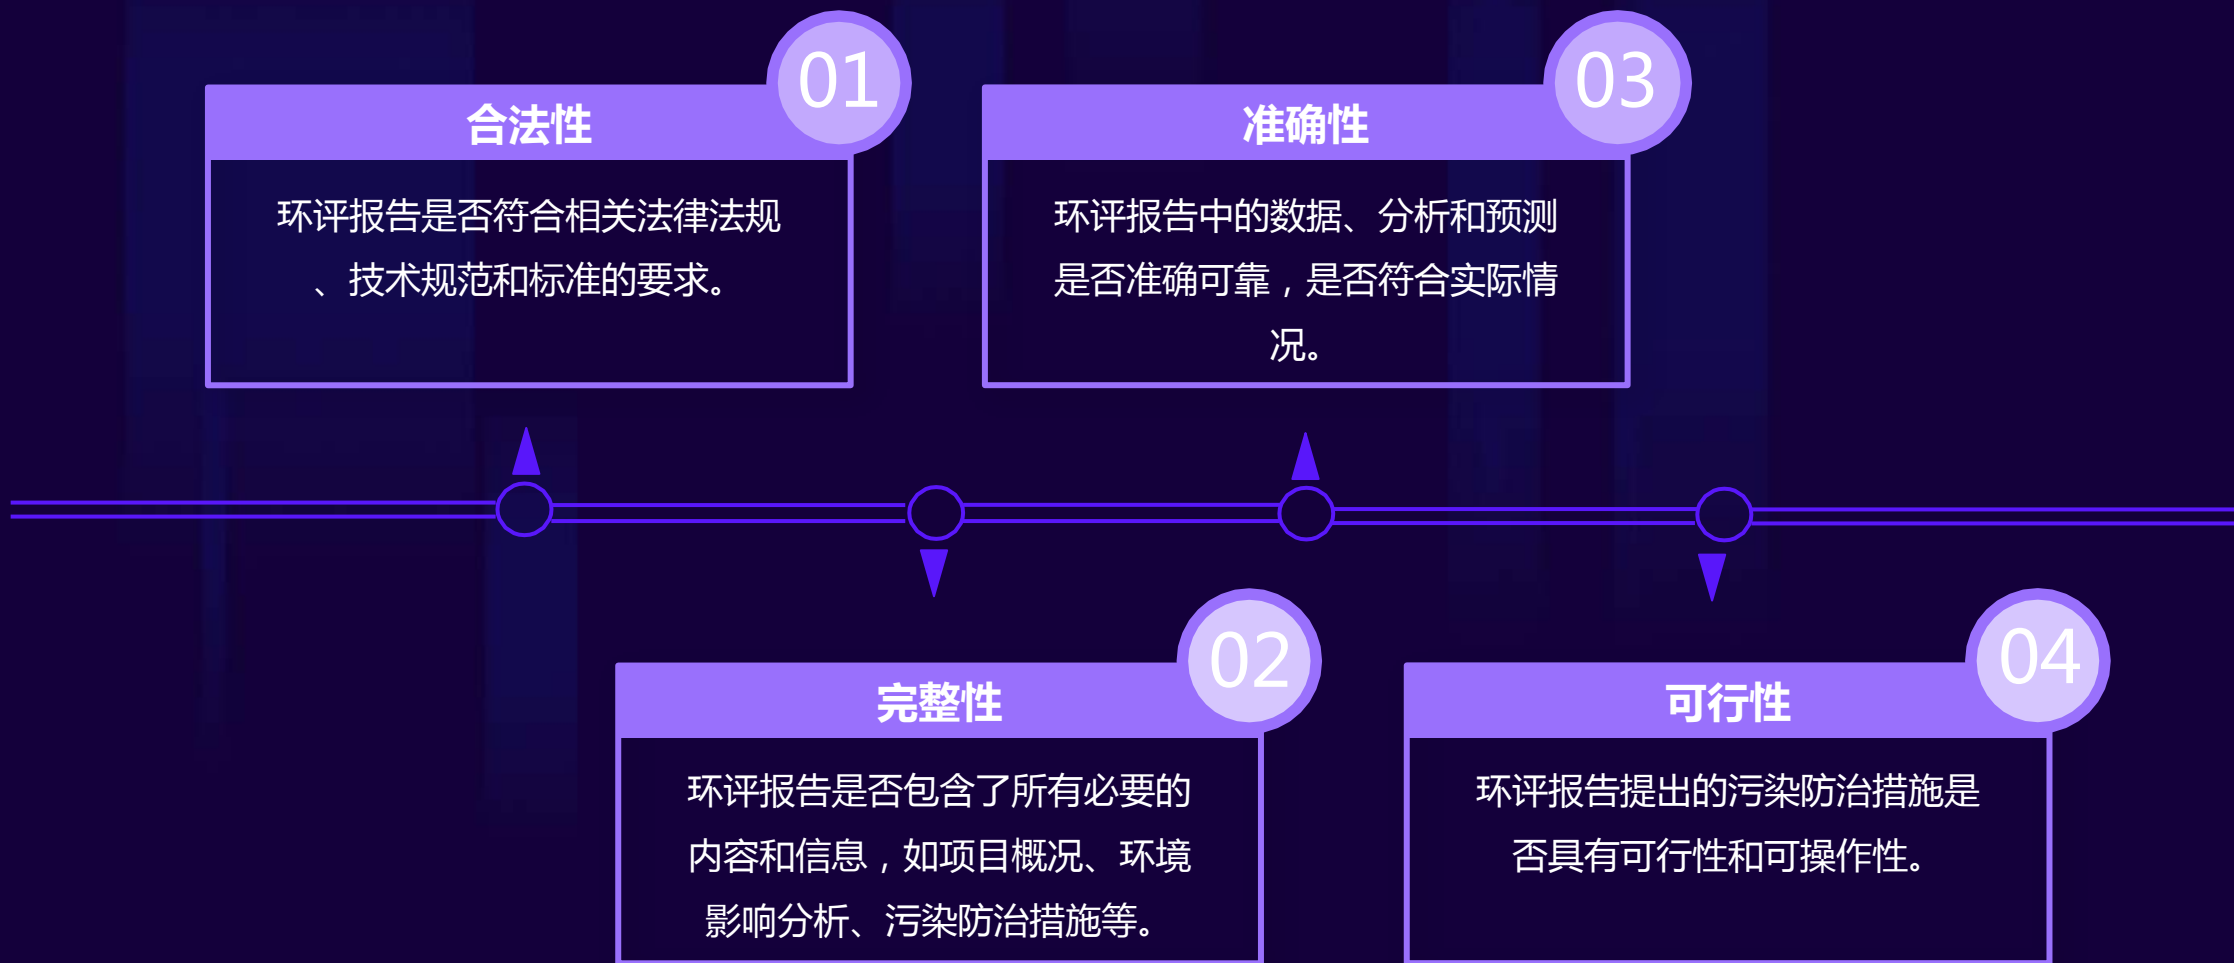 01
合法性
环评报告是否符合相关法律法规
、技术规范和标准的要求。
02
完整性
环评报告是否包含了所有必要的
内容和信息，如项目概况、环境
影响分析、污染防治措施等。
03
准确性
环评报告中的数据、分析和预测
是否准确可靠，是否符合实际情
况。
04
可行性
环评报告提出的污染防治措施是
否具有可行性和可操作性。